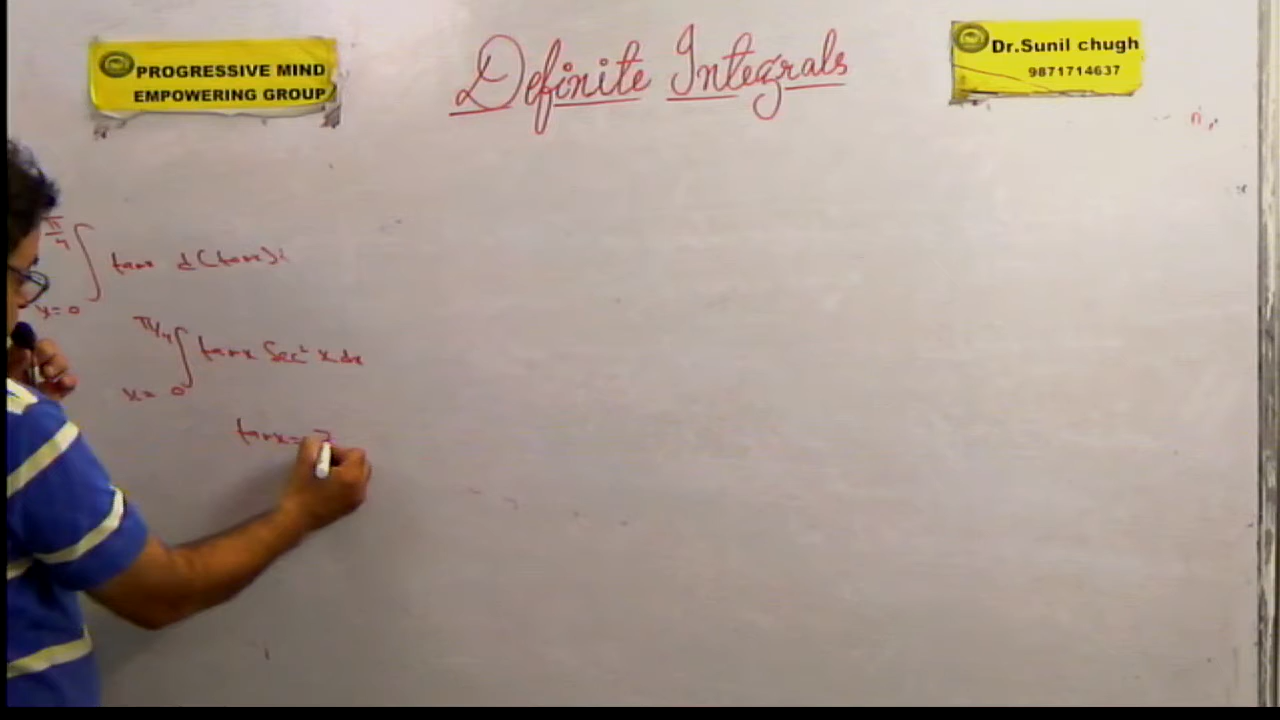 PROGRESSIVE MIND
EMPOWERING GROUP
Definite Integrals
Dr.Sunil chugh
9871714637
π/4 ∫ x=0 tanx d(tanx)
π/4 ∫ x=0 tanx Sec² x dx
tanx =